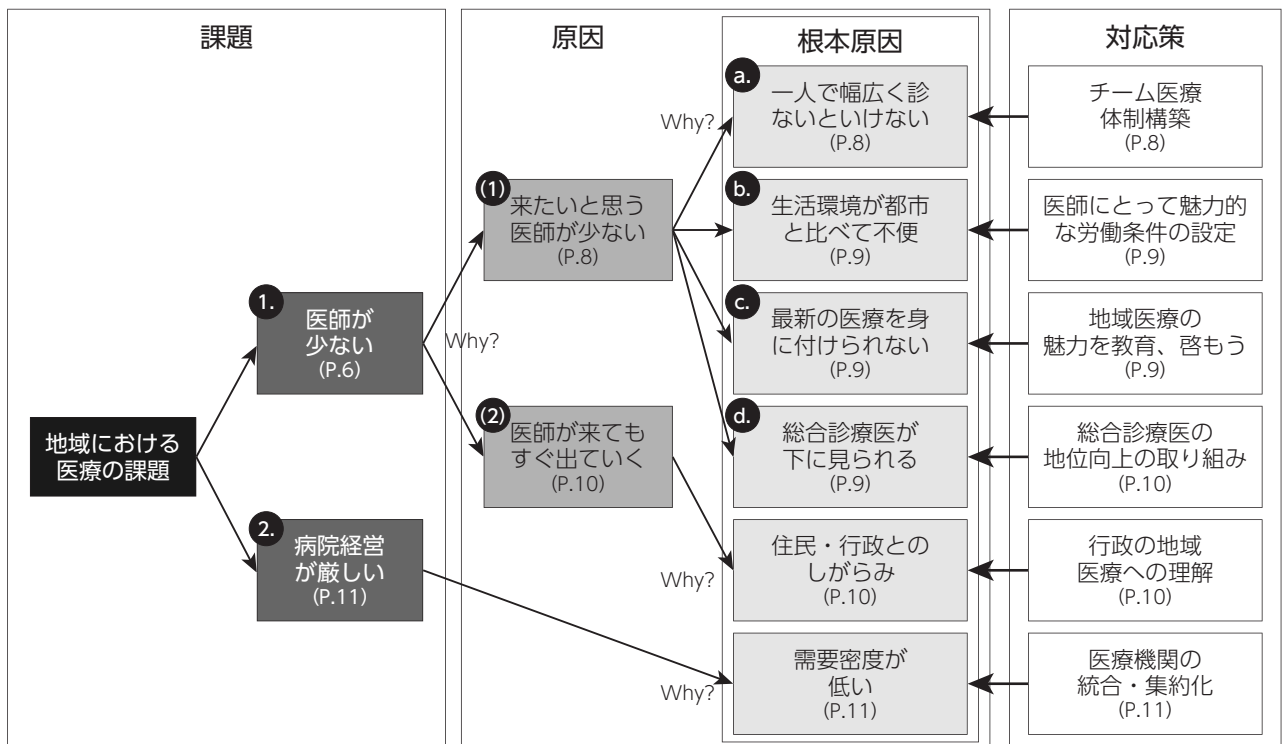 課題
原因
根本原因
対応策
地域における
医療の課題
1.
医師が
少ない
(P.6)
2.
病院経営
が厳しい
(P.11)
Why?
(1)
来たいと思う
医師が少ない
(P.8)
(2)
医師が来ても
すぐ出ていく
(P.10)
Why?
a.
一人で幅広く診
ないといけない
(P.8)
b.
生活環境が都市
と比べて不便
(P.9)
c.
最新の医療を身
に付けられない
(P.9)
d.
総合診療医が
下に見られる
(P.9)
Why?
住民・行政との
しがらみ
(P.10)
Why?
需要密度が
低い
(P.11)
チーム医療
体制構築
(P.8)
医師にとって魅力的
な労働条件の設定
(P.9)
地域医療の
魅力を教育、啓もう
(P.9)
総合診療医の
地位向上の取り組み
(P.10)
行政の地域
医療への理解
(P.10)
医療機関の
統合・集約化
(P.11)